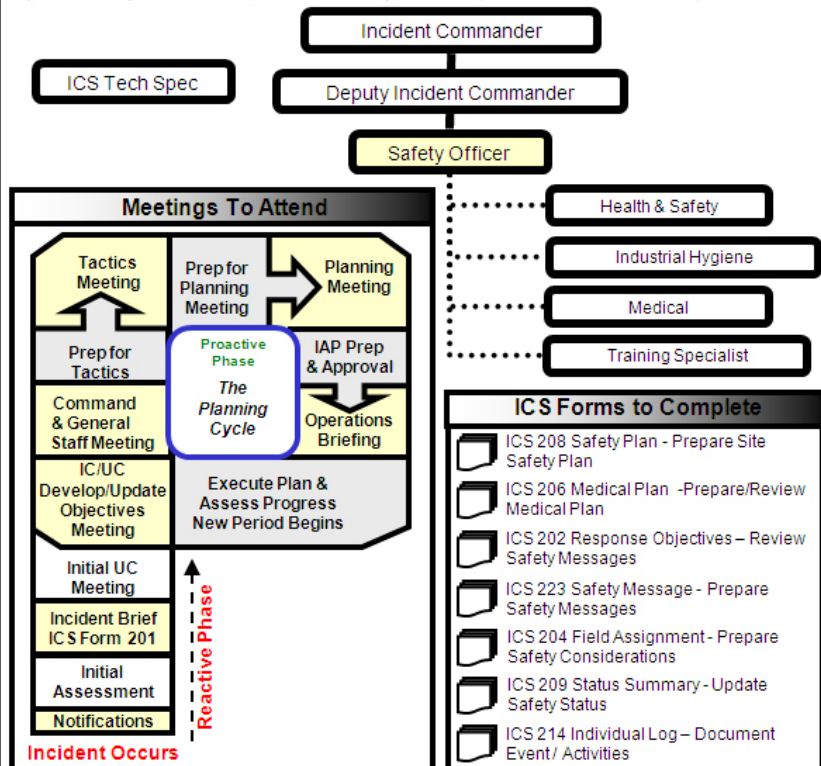 Incident Commander
ICS Tech Spec
Deputy Incident Commander
Safety Officer
Health & Safety
Industrial Hygiene
Medical
Training Specialist
Meetings To Attend
Tactics
Meeting
Prep for
Planning
Meeting
Planning
Meeting
Prep for
Tactics
Proactive
Phase
The
Planning
Cycle
IAP Prep
& Approval
Command
& General
Staff Meeting
Operations
Briefing
IC/UC
Develop/Update
Objectives
Meeting
Execute Plan &
Assess Progress
New Period Begins
Initial UC
Meeting
Incident Brief
ICS Form 201
Initial
Assessment
Notifications
Reactive Phase
Incident Occurs
ICS Forms to Complete
ICS 208 Safety Plan - Prepare Site
Safety Plan
ICS 206 Medical Plan -Prepare/Review
Medical Plan
ICS 202 Response Objectives – Review
Safety Messages
ICS 223 Safety Message - Prepare
Safety Messages
ICS 204 Field Assignment - Prepare
Safety Considerations
ICS 209 Status Summary - Update
Safety Status
ICS 214 Individual Log – Document
Event / Activities